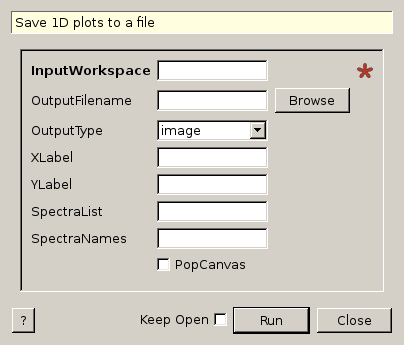 Save 1D plots to a file
InputWorkspace
OutputFilename Browse
OutputType image
XLabel
YLabel
SpectraList
SpectraNames
PopCanvas
? Keep Open Run Close